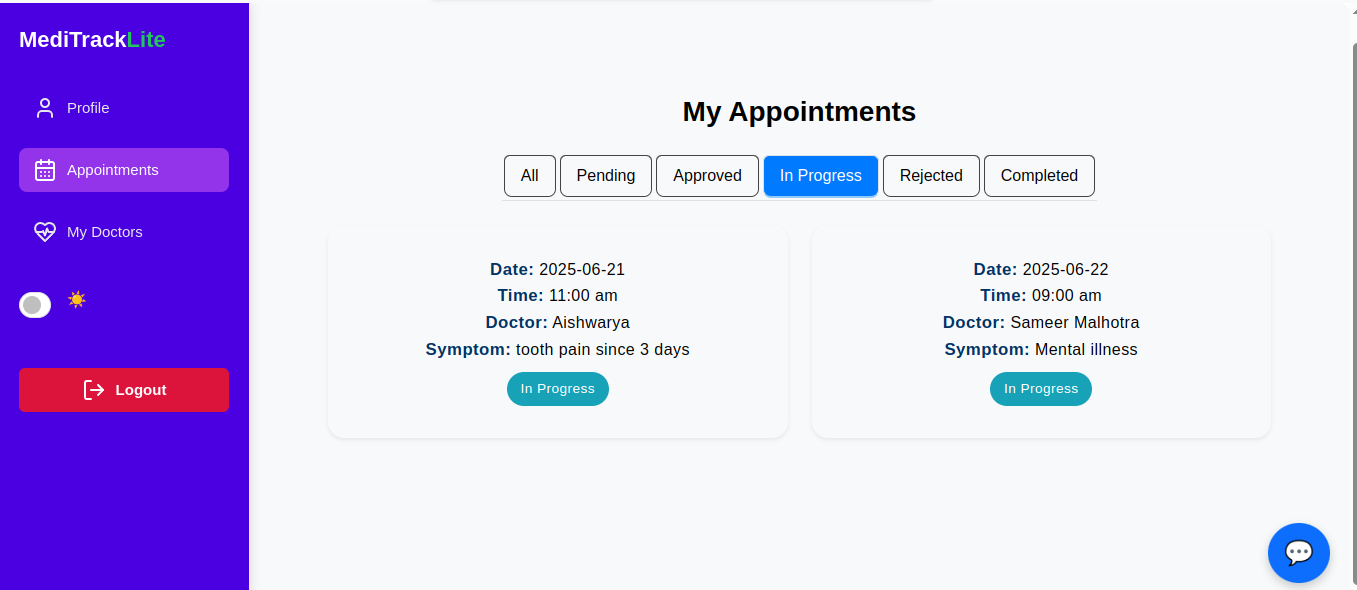 MediTrackLite
Profile
Appointments
My Doctors
Logout
My Appointments
All Pending Approved In Progress Rejected Completed
Date: 2025-06-21
Time: 11:00 am
Doctor: Aishwarya
Symptom: tooth pain since 3 days
In Progress
Date: 2025-06-22
Time: 09:00 am
Doctor: Sameer Malhotra
Symptom: Mental illness
In Progress